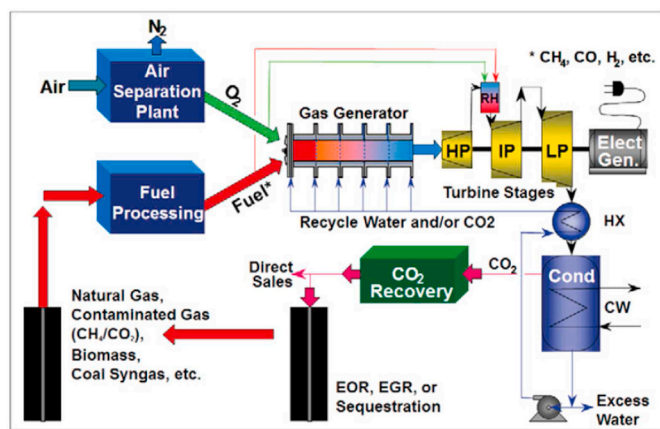 N2
* CH4, CO, H2, etc.
Air
Air
Separation
Plant
O2
Gas Generator
RH
HP
IP
LP
Elect
Gen.
Fuel
Processing
Fuel*
Turbine Stages
Recycle Water and/or CO2
HX
Direct
Sales
CO2
Recovery
CO2
Cond
CW
Natural Gas,
Contaminated Gas
(CH4/CO2),
Biomass,
Coal Syngas, etc.
EOR, EGR, or
Sequestration
Excess
Water